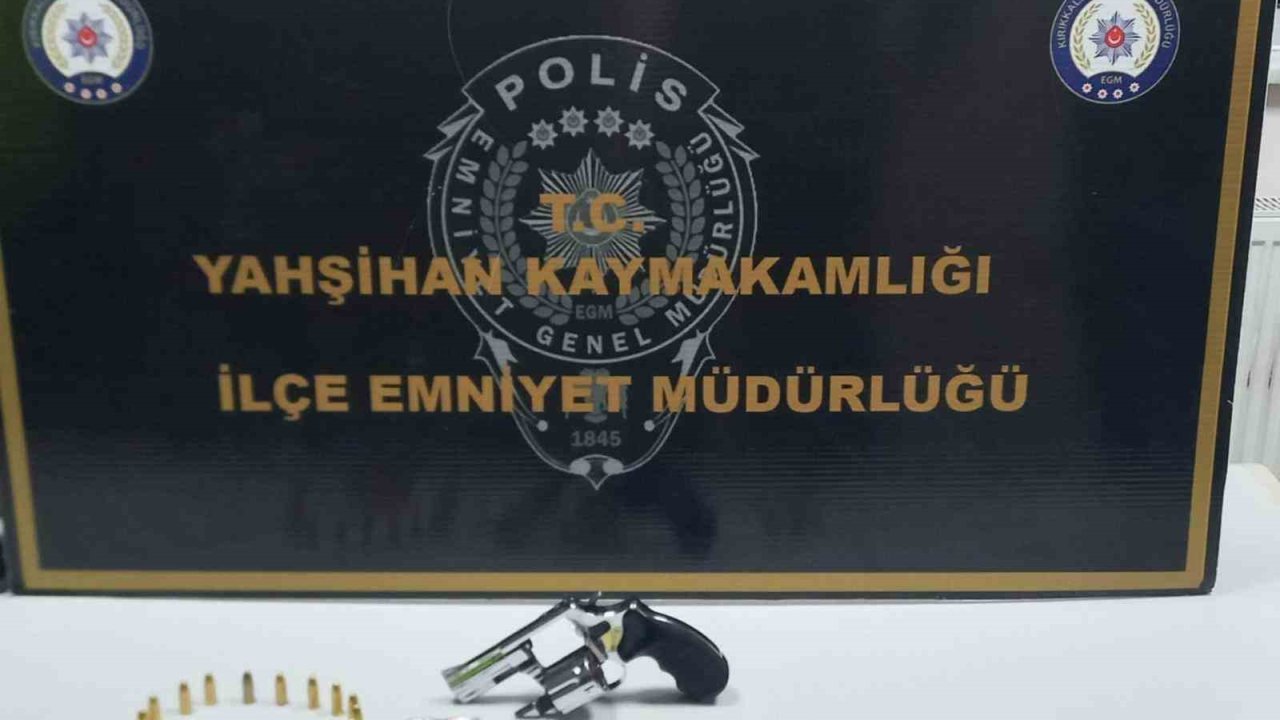 POLİS
EMNİYET GENEL MÜDÜRLÜĞÜ
T.C.
YAHŞİHAN KAYMAKAMLIĞI
EGM
İLÇE EMNİYET MÜDÜRLÜĞÜ
1845
EGM
EGM